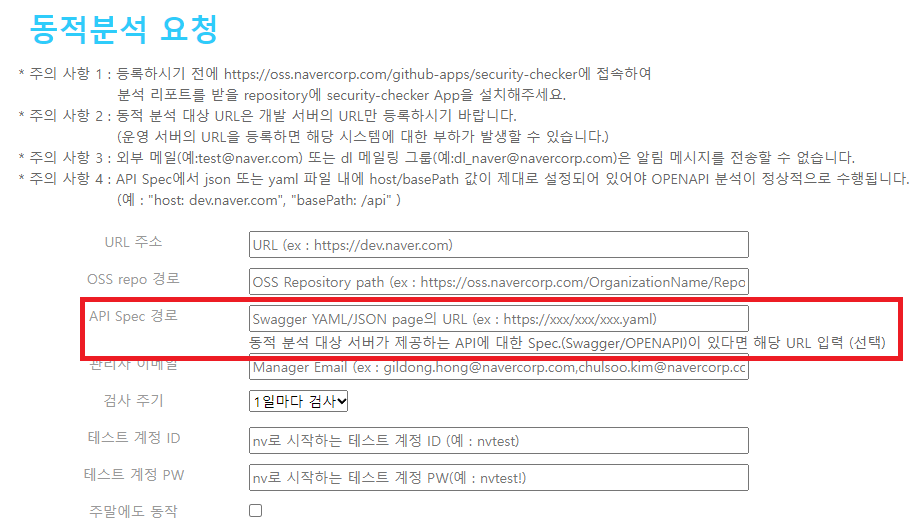 동적분석 요청
* 주의 사항 1 : 등록하시기 전에 https://oss.navercorp.com/github-apps/security-checker에 접속하여
분석 리포트를 받을 repository에 security-checker App을 설치해주세요.
* 주의 사항 2 : 동적 분석 대상 URL은 개발 서버의 URL만 등록하시기 바랍니다.
(운영 서버의 URL을 등록하면 해당 시스템에 대한 부하가 발생할 수 있습니다.)
* 주의 사항 3 : 외부 메일(예:test@naver.com) 또는 dl 메일링 그룹(예:dl_naver@navercorp.com)은 알림 메시지를 전송할 수 없습니다.
* 주의 사항 4 : API Spec에서 json 또는 yaml 파일 내에 host/basePath 값이 제대로 설정되어 있어야 OPENAPI 분석이 정상적으로 수행됩니다.
(예 : "host: dev.naver.com", "basePath: /api" )
URL 주소 URL (ex : https://dev.naver.com)
OSS repo 경로 OSS Repository path (ex : https://oss.navercorp.com/OrganizationName/Repo
API Spec 경로 Swagger YAML/JSON page의 URL (ex : https://xxx/xxx/xxx.yaml)
동적 분석 대상 서버가 제공하는 API에 대한 Spec.(Swagger/OPENAPI)이 있다면 해당 URL 입력 (선택)
관리자 이메일 Manager Email (ex : gildong.hong@navercorp.com,chulsoo.kim@navercorp.cc
검사 주기 1일마다 검사
테스트 계정 ID nv로 시작하는 테스트 계정 ID (예 : nvtest)
테스트 계정 PW nv로 시작하는 테스트 계정 PW(예 : nvtest!)
주말에도 동작